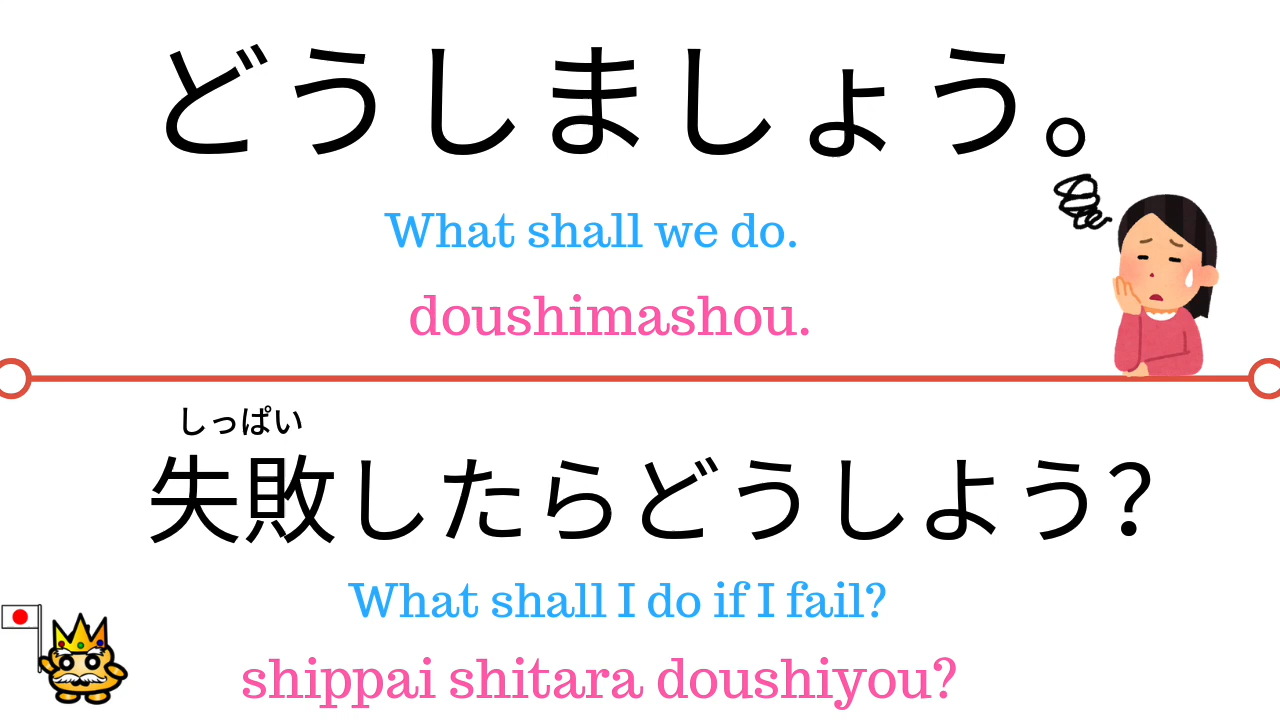 どうしましょう。
What shall we do.
doushimashou.
しっぱい
失敗したらどうしよう?
What shall I do if I fail?
shippai shitara doushiyou?